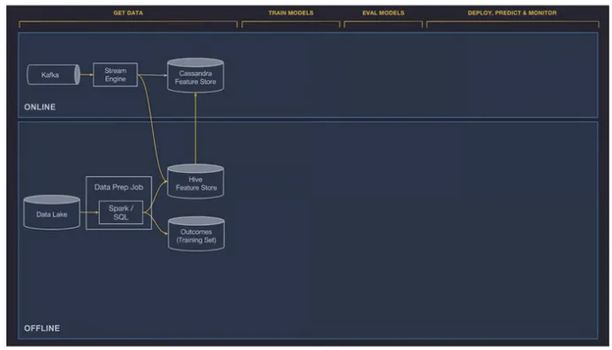 GET DATA
TRAIN MODELS
EVAL MODELS
DEPLOY, PREDICT & MONITOR
Kafka
Stream
Engine
Cassandra
Feature Store
ONLINE
Data Prep Job
Hive
Feature Store
Data Lake
Spark /
SQL
Outcomes
(Training Set)
OFFLINE